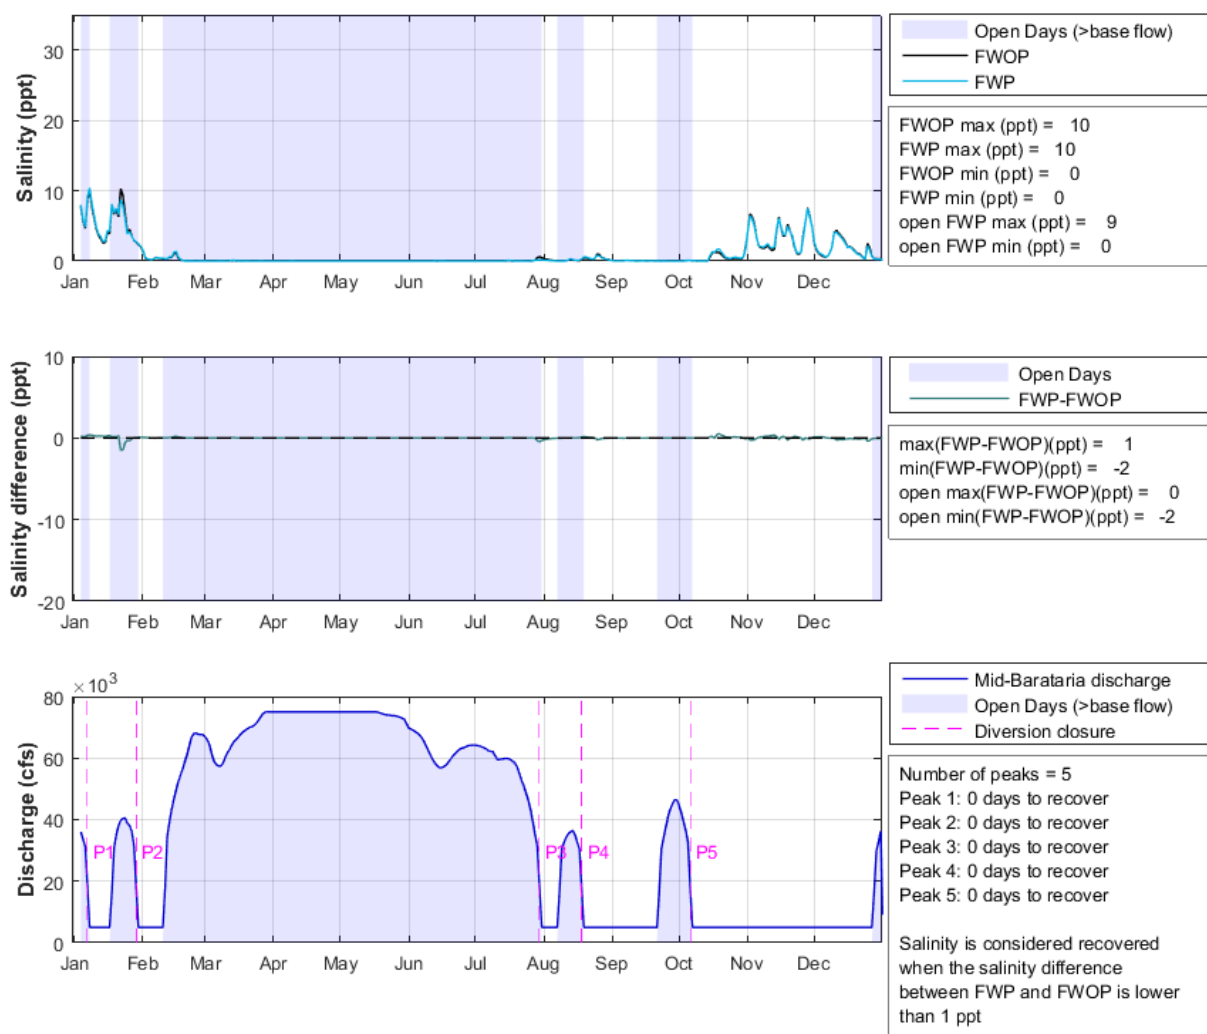 Salinity (ppt)
30
20
10
0
Jan Feb Mar Apr May Jun Jul Aug Sep Oct Nov Dec
Open Days (>base flow)
FWOP
FWP
FWOP max (ppt) = 10
FWP max (ppt) = 10
FWOP min (ppt) = 0
FWP min (ppt) = 0
open FWP max (ppt) = 9
open FWP min (ppt) = 0
Salinity difference (ppt)
10
0
-10
-20
Jan Feb Mar Apr May Jun Jul Aug Sep Oct Nov Dec
Open Days
FWP-FWOP
max(FWP-FWOP)(ppt) = 1
min(FWP-FWOP)(ppt) = -2
open max(FWP-FWOP)(ppt) = 0
open min(FWP-FWOP)(ppt) = -2
Discharge (cfs)
×10³
80
60
40
20
0
P1 P2 P3 P4 P5
Jan Feb Mar Apr May Jun Jul Aug Sep Oct Nov Dec
Mid-Barataria discharge
Open Days (>base flow)
Diversion closure
Number of peaks = 5
Peak 1: 0 days to recover
Peak 2: 0 days to recover
Peak 3: 0 days to recover
Peak 4: 0 days to recover
Peak 5: 0 days to recover
Salinity is considered recovered
when the salinity difference
between FWP and FWOP is lower
than 1 ppt